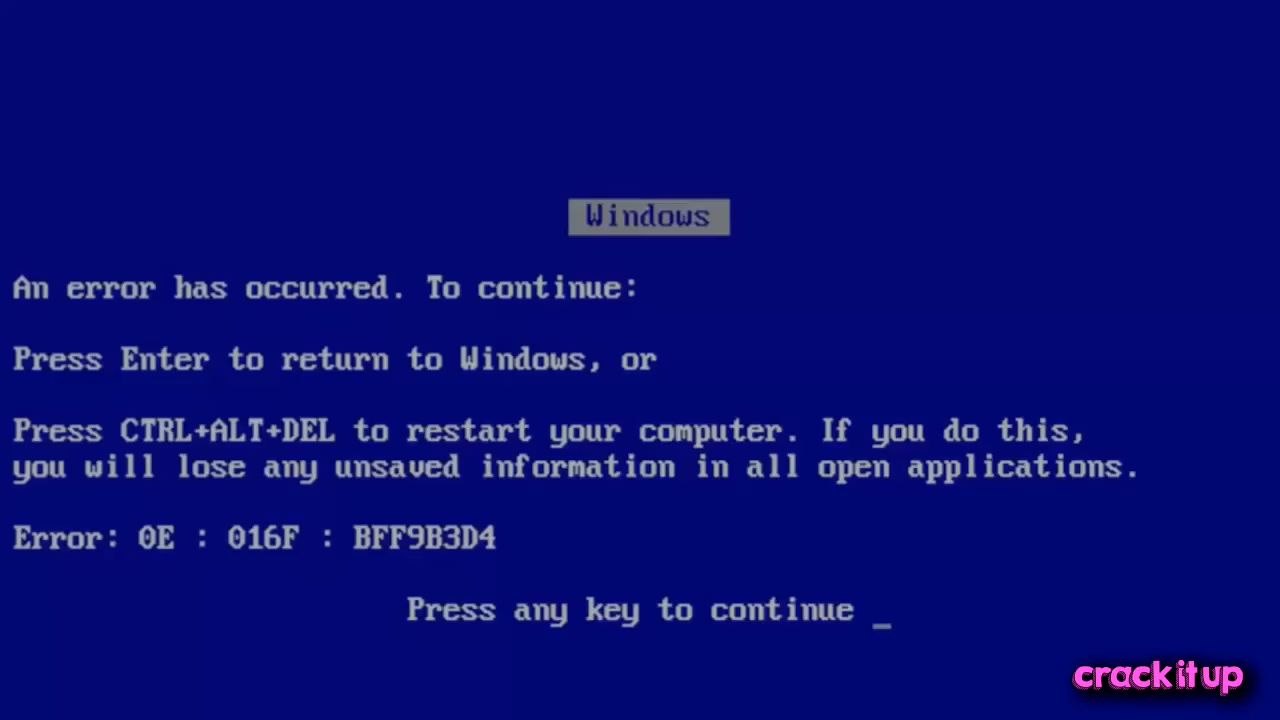 Windows
An error has occurred. To continue:
Press Enter to return to Windows, or
Press CTRL+ALT+DEL to restart your computer. If you do this,
you will lose any unsaved information in all open applications.
Error: 0E : 016F : BFF9B3D4
Press any key to continue _
crackitup